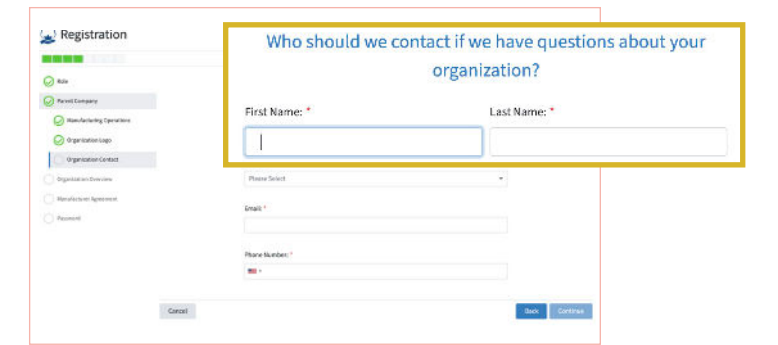 Registration
Who should we contact if we have questions about your
organization?
Role
Parent Company
Manufacturing Operations
Organization Logo
Organization Contact
Organization Overview
Manufacturer Agreement
Payment
First Name: *
Last Name: *
Please Select
Email: *
Phone Number: *
Cancel
Back
Continue